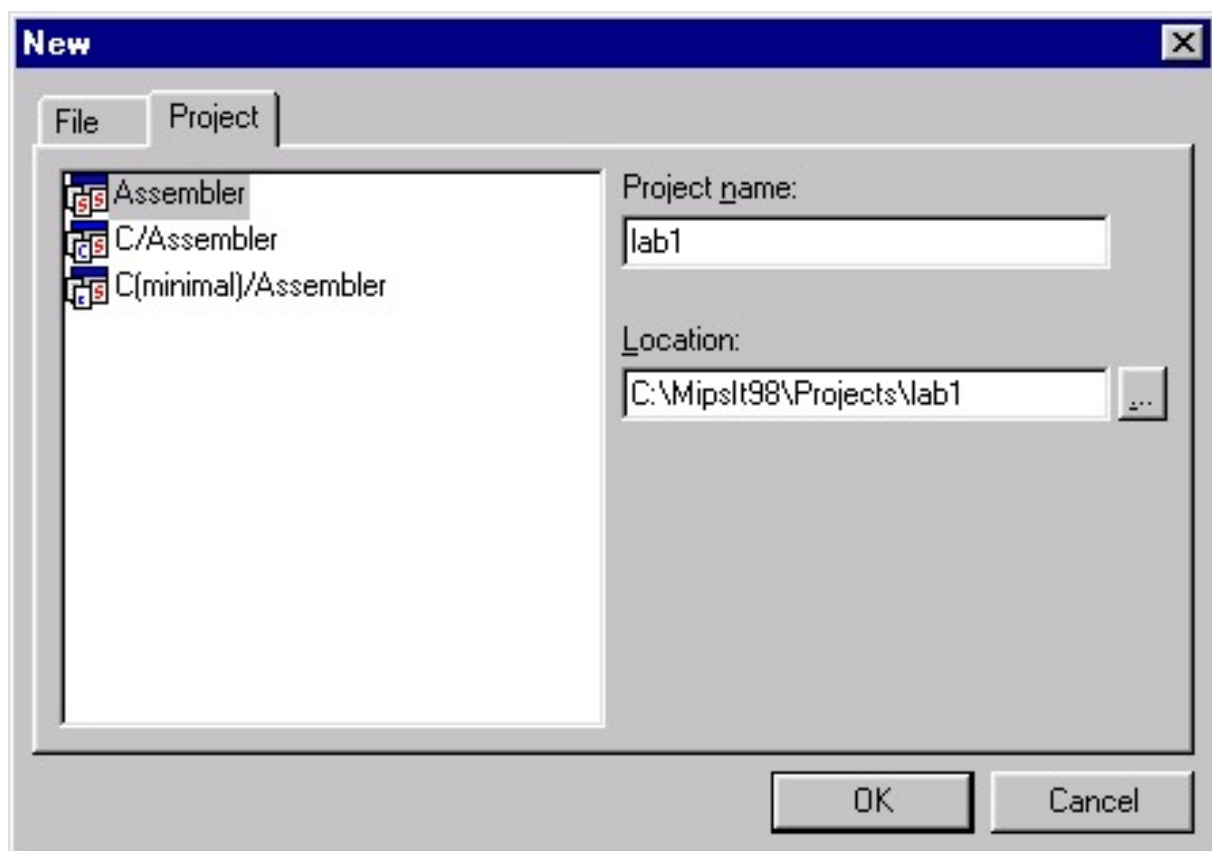 New
File
Project
Assembler
C/Assembler
C(minimal)/Assembler
Project name:
lab1
Location:
C:\MipsIt98\Projects\lab1
...
OK
Cancel